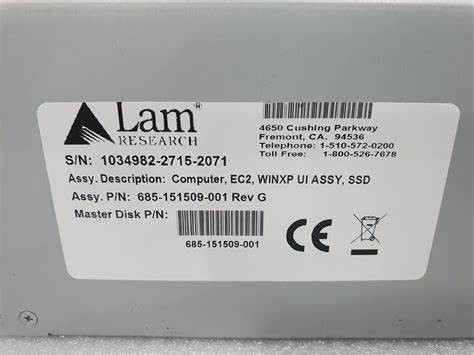 Lam
RESEARCH
4650 Cushing Parkway
Fremont, CA. 94536
Telephone: 1-510-572-0200
Toll Free: 1-800-526-7678
S/N: 1034982-2715-2071
Assy. Description: Computer, EC2, WINXP UI ASSY, SSD
Assy. P/N: 685-151509-001 Rev G
Master Disk P/N:
685-151509-001
CE